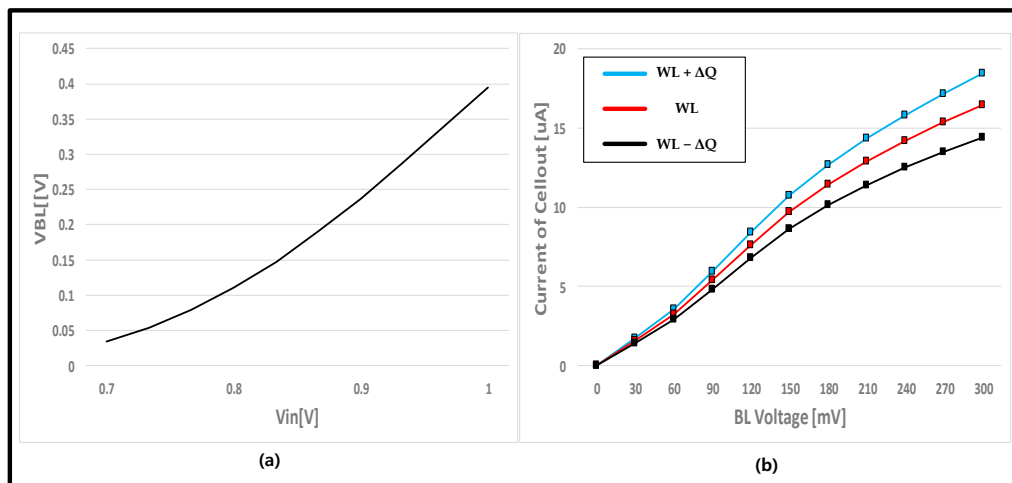 0.45
0.4
0.35
0.3
0.25
0.2
0.15
0.1
0.05
0
VBL[[V]
0.7 0.8 0.9 1
Vin[V]
(a)
20
15
10
5
0
Current of Cellout [uA]
WL + ΔQ
WL
WL − ΔQ
0 30 60 90 120 150 180 210 240 270 300
BL Voltage [mV]
(b)